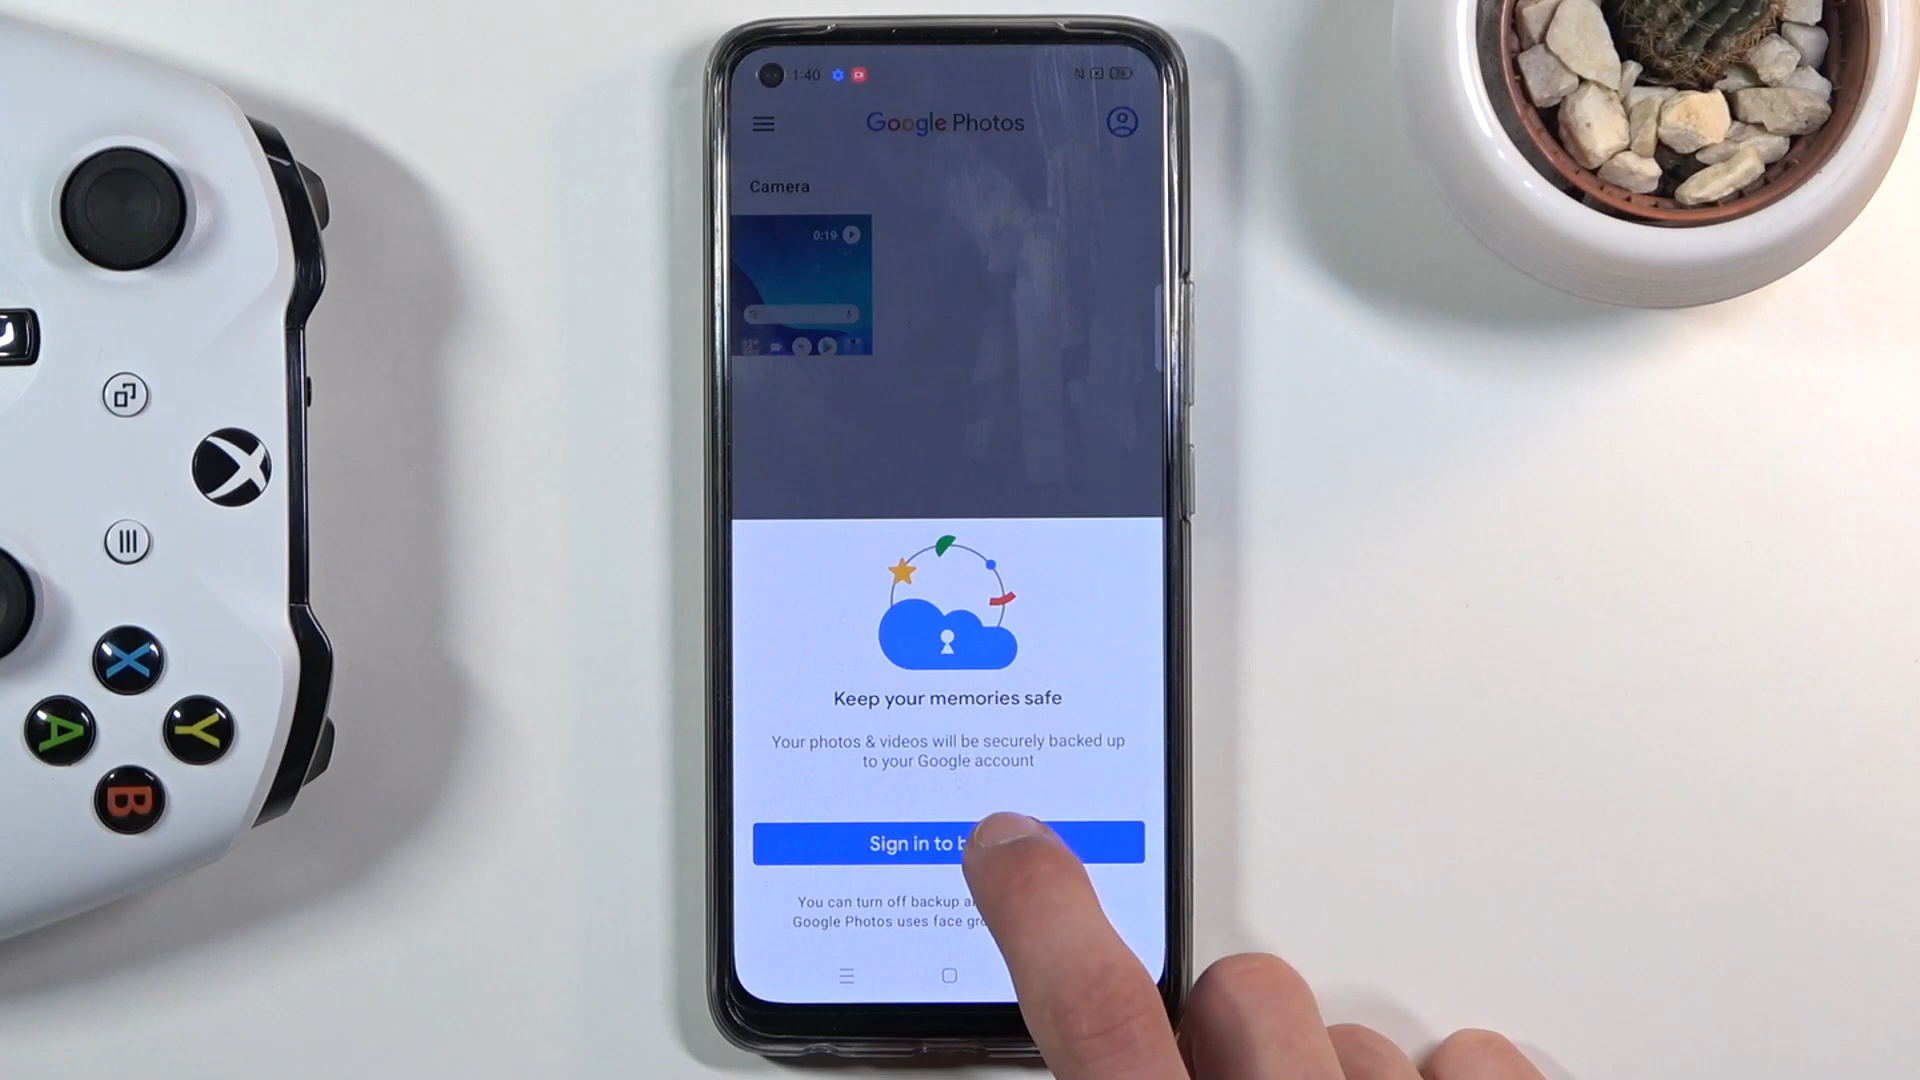 1:40
76
Google Photos
Camera
0:19
Keep your memories safe
Your photos & videos will be securely backed up
to your Google account
Sign in to
You can turn off backup
Google Photos uses face
X
A
Y
B